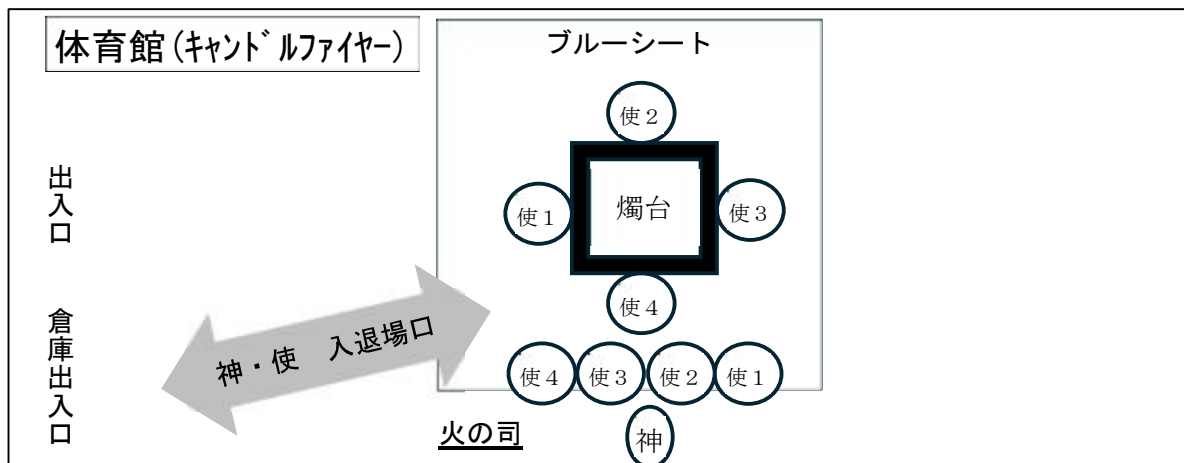 体育館(キャンドルファイヤー)
ブルーシート
使2
出入口
使1
燭台
使3
使4
倉庫出入口
神・使 入退場口
使4
使3
使2
使1
火の司
神